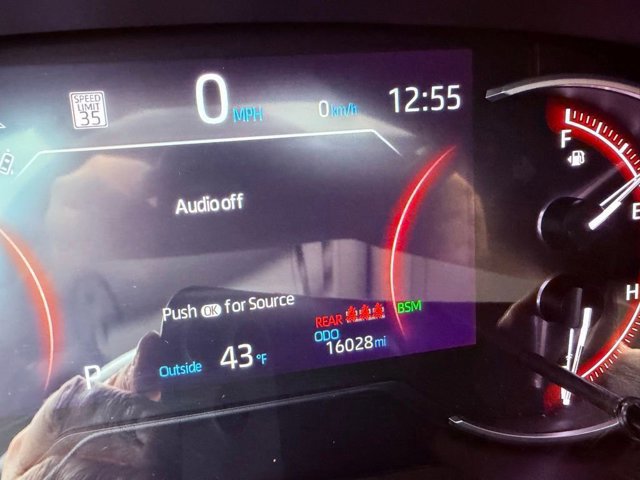 SPEED
LIMIT
35
0 MPH
0 km/h
12:55
Audio off
Push OK for Source
REAR
BSM
ODO
16028 mi
Outside 43 °F
P
F
E
H